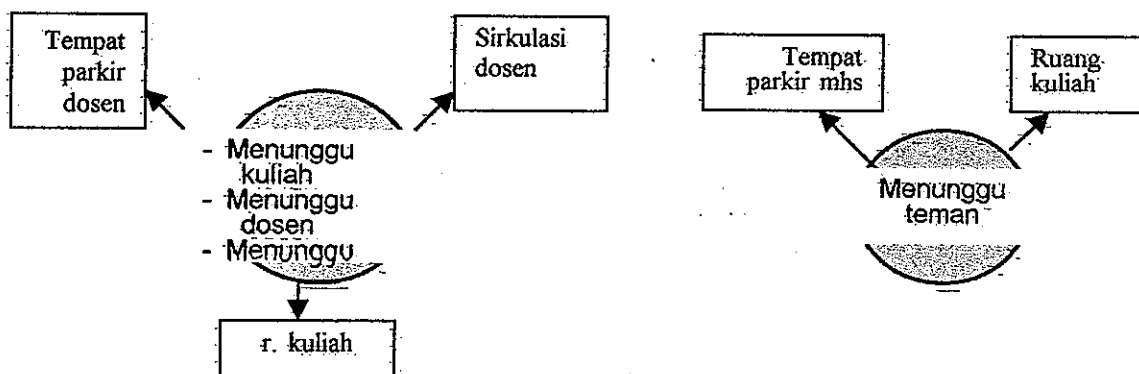 Tempat
parkir
dosen
Sirkulasi
dosen
- Menunggu
kuliah
- Menunggu
dosen
- Menunggu
r. kuliah
Tempat
parkir mhs
Ruang
kuliah
Menunggu
teman